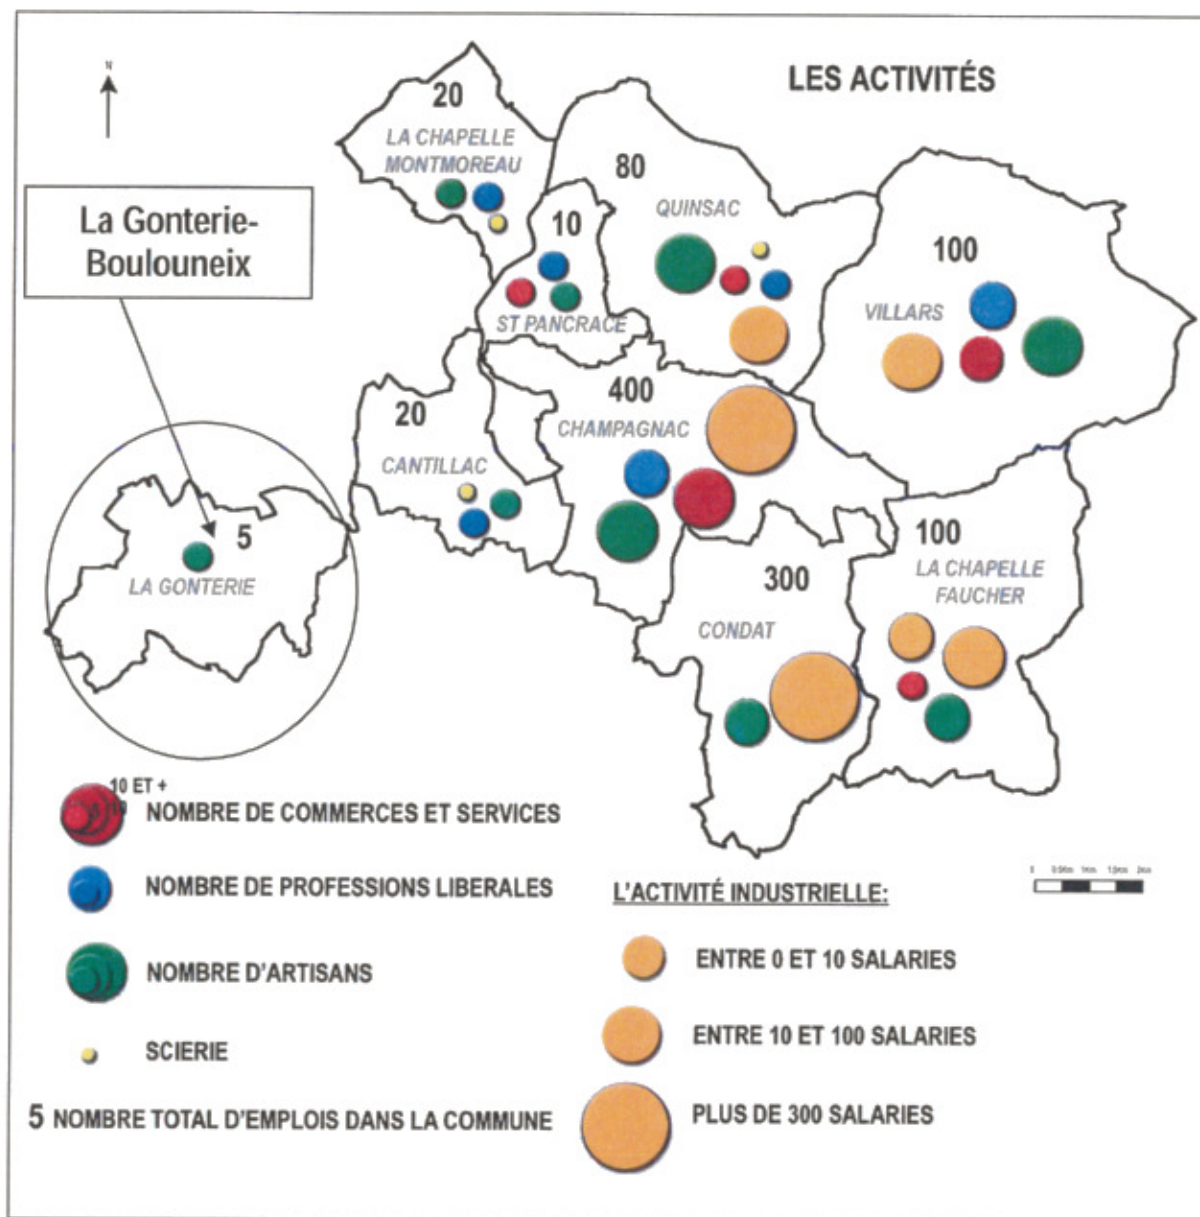 N
LES ACTIVITÉS
La Gonterie-
Boulouneix
20
LA CHAPELLE
MONTMOREAU
10
ST PANCRACE
80
QUINSAC
100
VILLARS
400
CHAMPAGNAC
20
CANTILLAC
5
LA GONTERIE
300
CONDAT
100
LA CHAPELLE
FAUCHER
10 ET +
NOMBRE DE COMMERCES ET SERVICES
NOMBRE DE PROFESSIONS LIBERALES
NOMBRE D'ARTISANS
SCIERIE
5 NOMBRE TOTAL D'EMPLOIS DANS LA COMMUNE
L'ACTIVITÉ INDUSTRIELLE:
ENTRE 0 ET 10 SALARIES
ENTRE 10 ET 100 SALARIES
PLUS DE 300 SALARIES